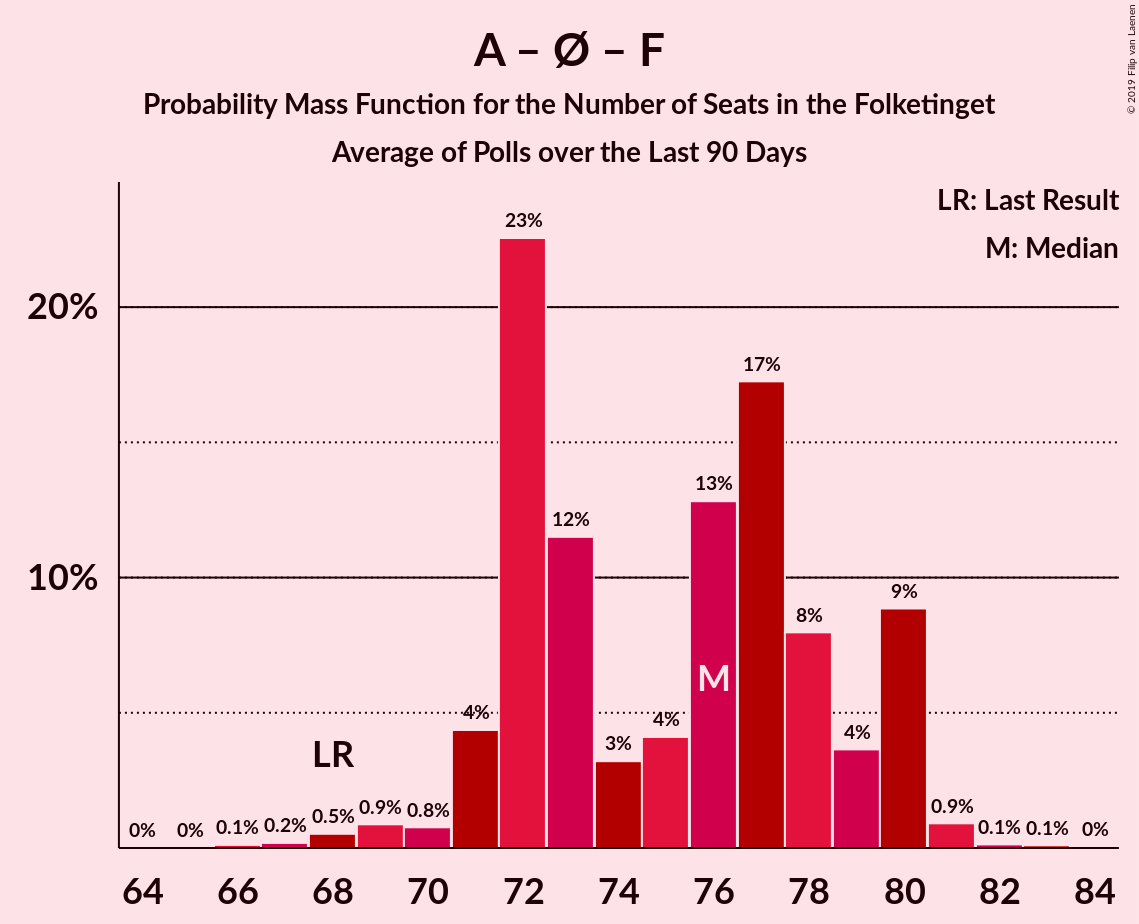 A – Ø – F
Probability Mass Function for the Number of Seats in the Folketinget
Average of Polls over the Last 90 Days
© 2019 Filip van Laenen
LR: Last Result
M: Median
20%
10%
0%
0%
0.1%
0.2%
0.5%
0.9%
0.8%
4%
23%
12%
3%
4%
13%
17%
8%
4%
9%
0.9%
0.1%
0.1%
0%
LR
M
64 66 68 70 72 74 76 78 80 82 84